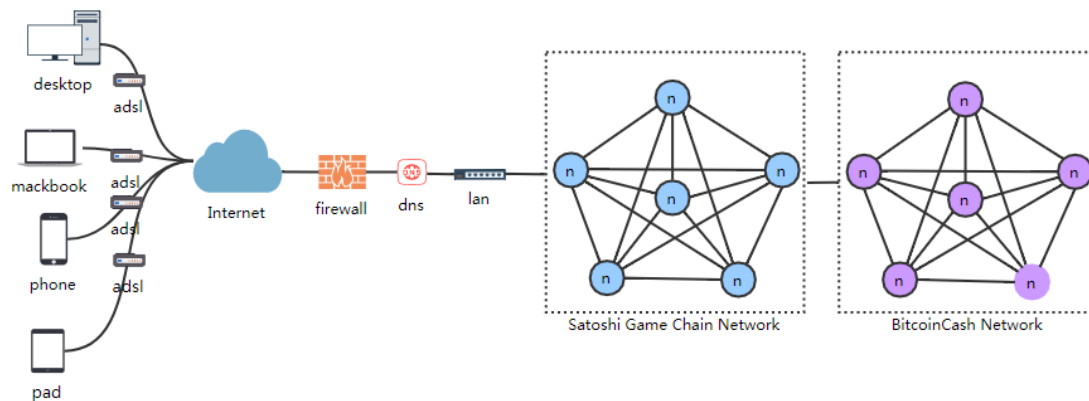 desktop
adsl
mackbook
adsl
adsl
phone
adsl
pad
Internet
firewall
dns
lan
n
n
n
n
n
n
Satoshi Game Chain Network
n
n
n
n
n
n
BitcoinCash Network